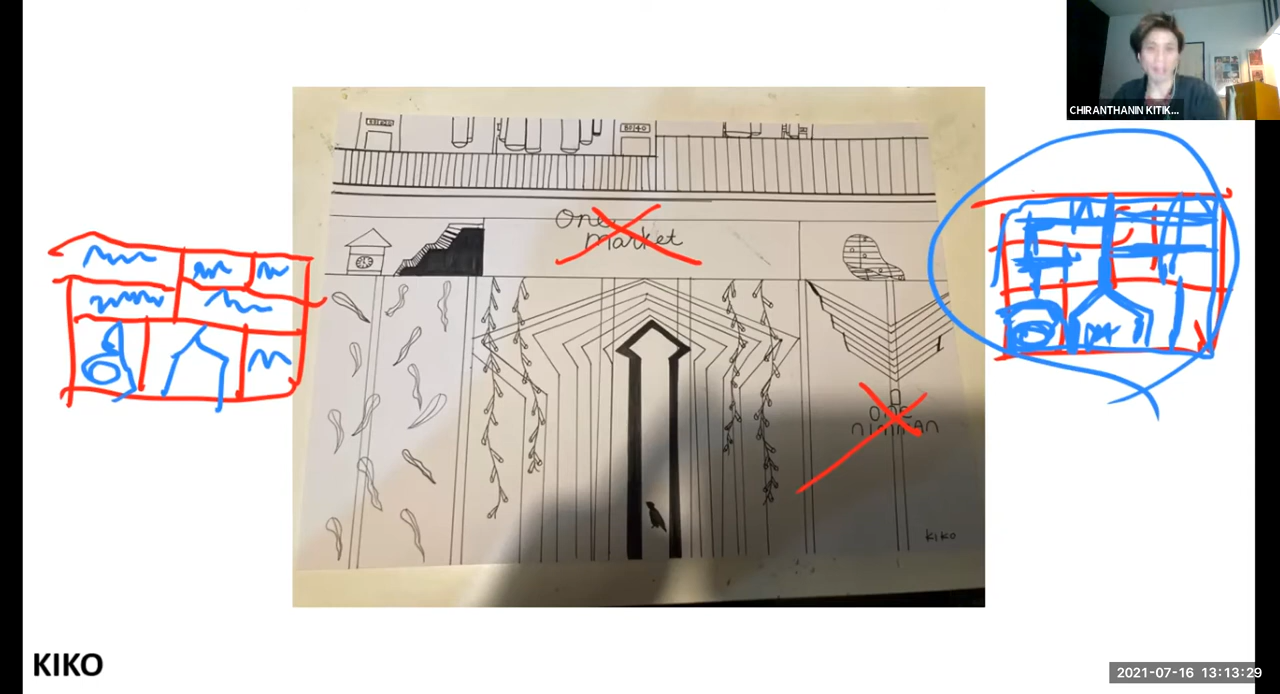 CHIRANTHANIN KITIK...
One
Market
ONE
kiko
KIKO
2021-07-16 13:13:29